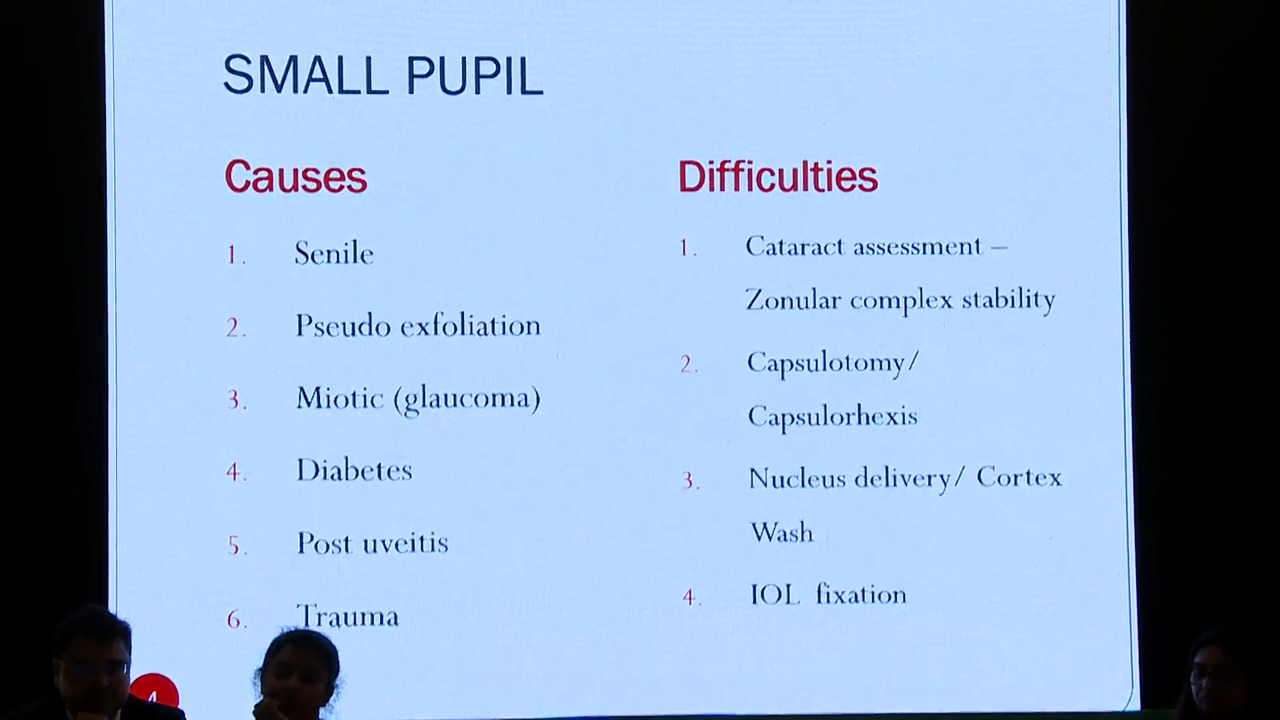 SMALL PUPIL
Causes
1. Senile
2. Pseudo exfoliation
3. Miotic (glaucoma)
4. Diabetes
5. Post uveitis
6. Trauma
Difficulties
1. Cataract assessment –
Zonular complex stability
2. Capsulotomy/
Capsulorhexis
3. Nucleus delivery/ Cortex
Wash
4. IOL fixation
4